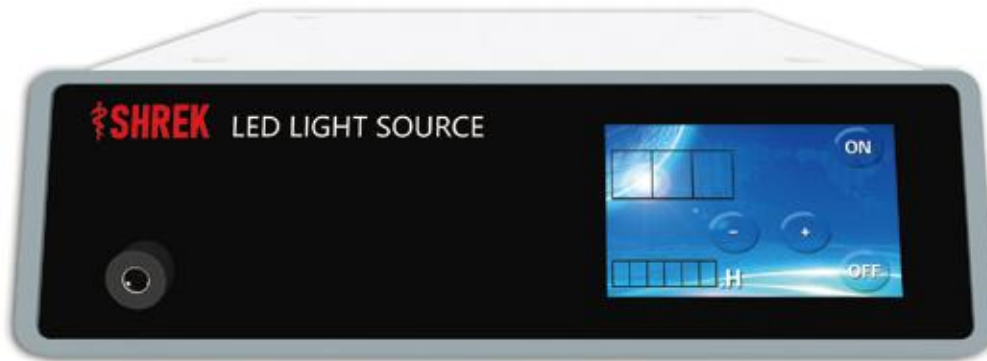 SHREK LED LIGHT SOURCE
ON
- +
.H
OFF